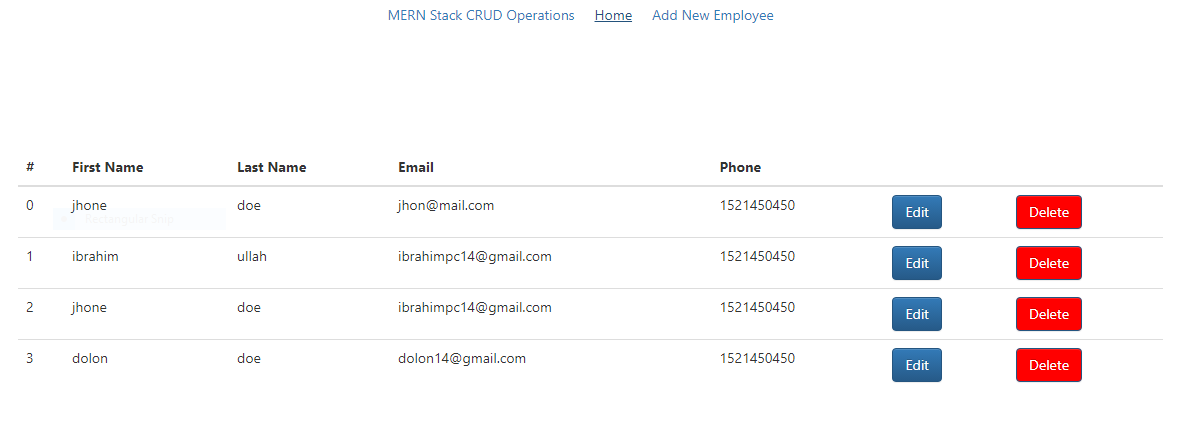 MERN Stack CRUD Operations Home Add New Employee
# First Name Last Name Email Phone
0 jhone doe jhon@mail.com 1521450450 Edit Delete
Rectangular Snip
1 ibrahim ullah ibrahimpc14@gmail.com 1521450450 Edit Delete
2 jhone doe ibrahimpc14@gmail.com 1521450450 Edit Delete
3 dolon doe dolon14@gmail.com 1521450450 Edit Delete